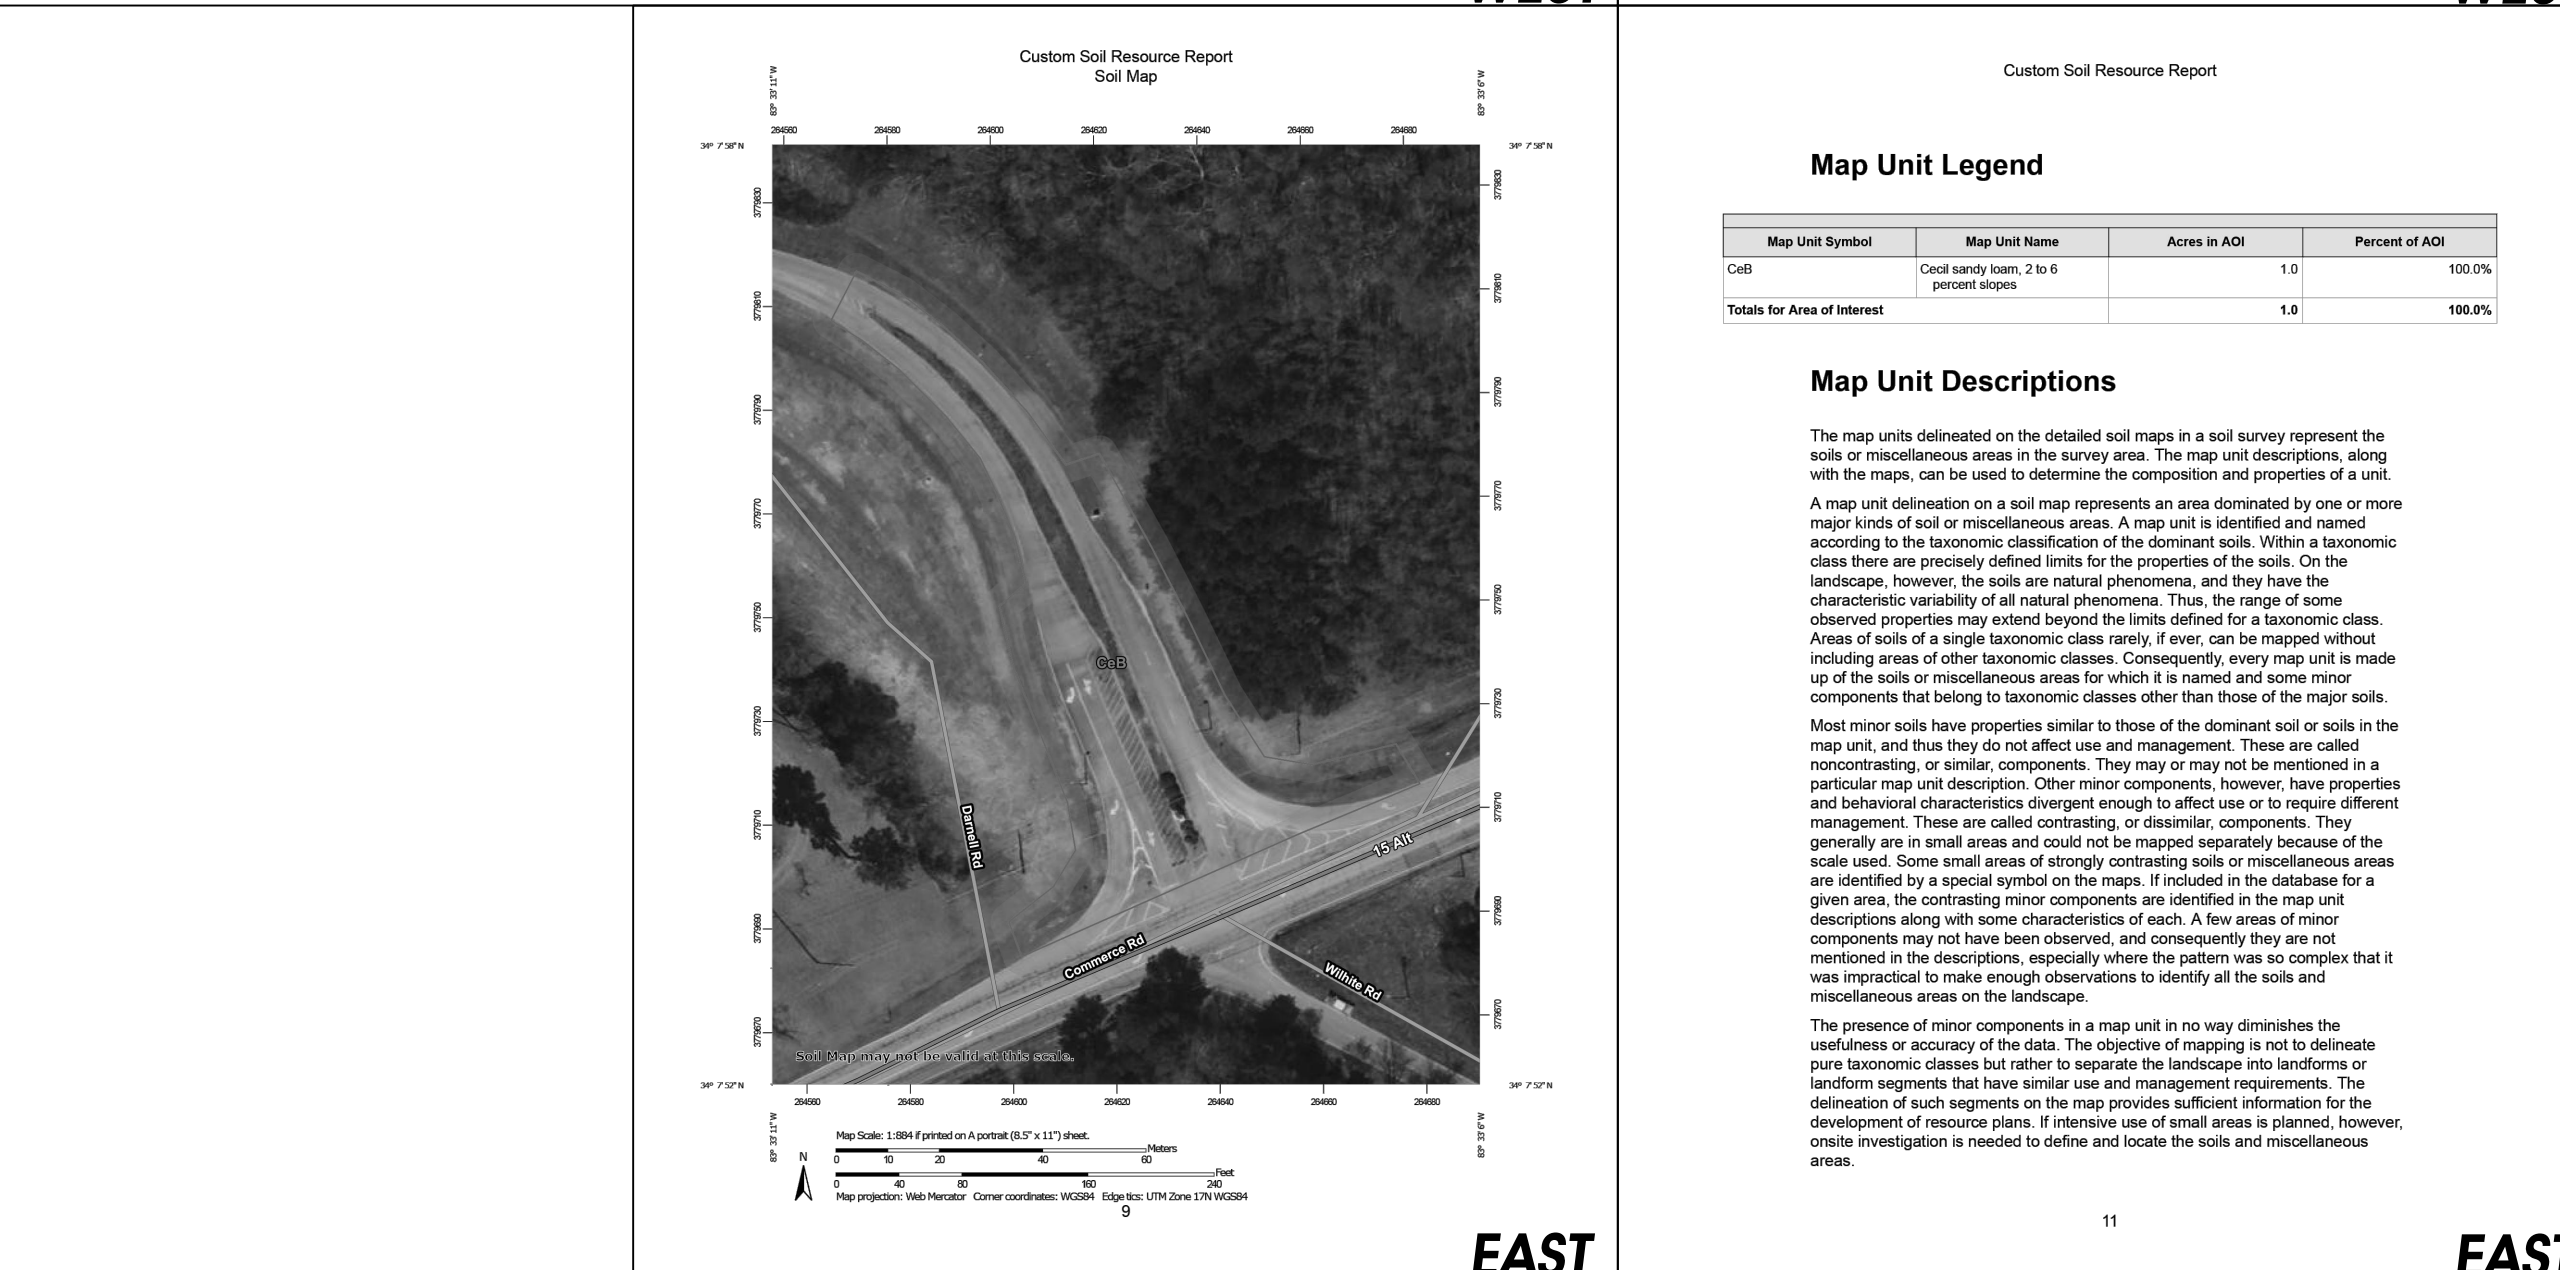 Custom Soil Resource Report
Soil Map
83° 33' 11'' W
83° 33' 6'' W
264560 264580 264600 264620 264640 264660 264680
34° 7' 58'' N
34° 7' 58'' N
3779830
3779810
3779790
3779770
3779750
3779730
3779710
3779690
3779670
3779830
3779810
3779790
3779770
3779750
3779730
3779710
3779690
3779670
CeB
Darnell Rd
15 Alt
Commerce Rd
Wilhite Rd
Soil Map may not be valid at this scale.
34° 7' 52'' N
34° 7' 52'' N
264560 264580 264600 264620 264640 264660 264680
83° 33' 11'' W
83° 33' 6'' W
Map Scale: 1:884 if printed on A portrait (8.5" x 11") sheet.
Meters
0 10 20 40 60
Feet
0 40 80 160 240
N
Map projection: Web Mercator Corner coordinates: WGS84 Edge tics: UTM Zone 17N WGS84
9
EAST
Custom Soil Resource Report
Map Unit Legend
Map Unit Symbol Map Unit Name Acres in AOI Percent of AOI
CeB Cecil sandy loam, 2 to 6 1.0 100.0%
percent slopes
Totals for Area of Interest 1.0 100.0%
Map Unit Descriptions
The map units delineated on the detailed soil maps in a soil survey represent the
soils or miscellaneous areas in the survey area. The map unit descriptions, along
with the maps, can be used to determine the composition and properties of a unit.
A map unit delineation on a soil map represents an area dominated by one or more
major kinds of soil or miscellaneous areas. A map unit is identified and named
according to the taxonomic classification of the dominant soils. Within a taxonomic
class there are precisely defined limits for the properties of the soils. On the
landscape, however, the soils are natural phenomena, and they have the
characteristic variability of all natural phenomena. Thus, the range of some
observed properties may extend beyond the limits defined for a taxonomic class.
Areas of soils of a single taxonomic class rarely, if ever, can be mapped without
including areas of other taxonomic classes. Consequently, every map unit is made
up of the soils or miscellaneous areas for which it is named and some minor
components that belong to taxonomic classes other than those of the major soils.
Most minor soils have properties similar to those of the dominant soil or soils in the
map unit, and thus they do not affect use and management. These are called
noncontrasting, or similar, components. They may or may not be mentioned in a
particular map unit description. Other minor components, however, have properties
and behavioral characteristics divergent enough to affect use or to require different
management. These are called contrasting, or dissimilar, components. They
generally are in small areas and could not be mapped separately because of the
scale used. Some small areas of strongly contrasting soils or miscellaneous areas
are identified by a special symbol on the maps. If included in the database for a
given area, the contrasting minor components are identified in the map unit
descriptions along with some characteristics of each. A few areas of minor
components may not have been observed, and consequently they are not
mentioned in the descriptions, especially where the pattern was so complex that it
was impractical to make enough observations to identify all the soils and
miscellaneous areas on the landscape.
The presence of minor components in a map unit in no way diminishes the
usefulness or accuracy of the data. The objective of mapping is not to delineate
pure taxonomic classes but rather to separate the landscape into landforms or
landform segments that have similar use and management requirements. The
delineation of such segments on the map provides sufficient information for the
development of resource plans. If intensive use of small areas is planned, however,
onsite investigation is needed to define and locate the soils and miscellaneous
areas.
11